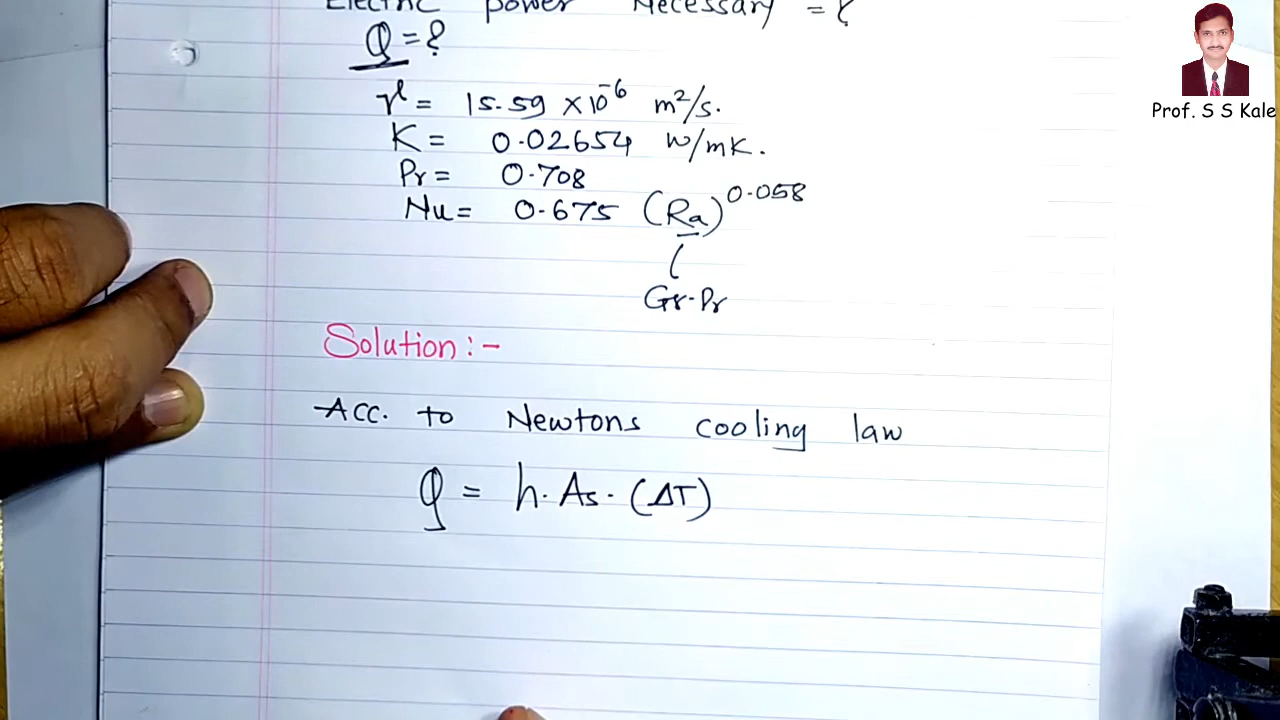 Electric power Necessary = ?
Q = ?
γ = 15.59 ×10⁻⁶ m²/s.
K = 0.02654 W/mK.
Pr = 0.708
Nu = 0.675 (Ra)^0.058
Gr.Pr
Solution :-
Acc. to Newtons cooling law
Q = h. As. (ΔT)
Prof. S S Kale